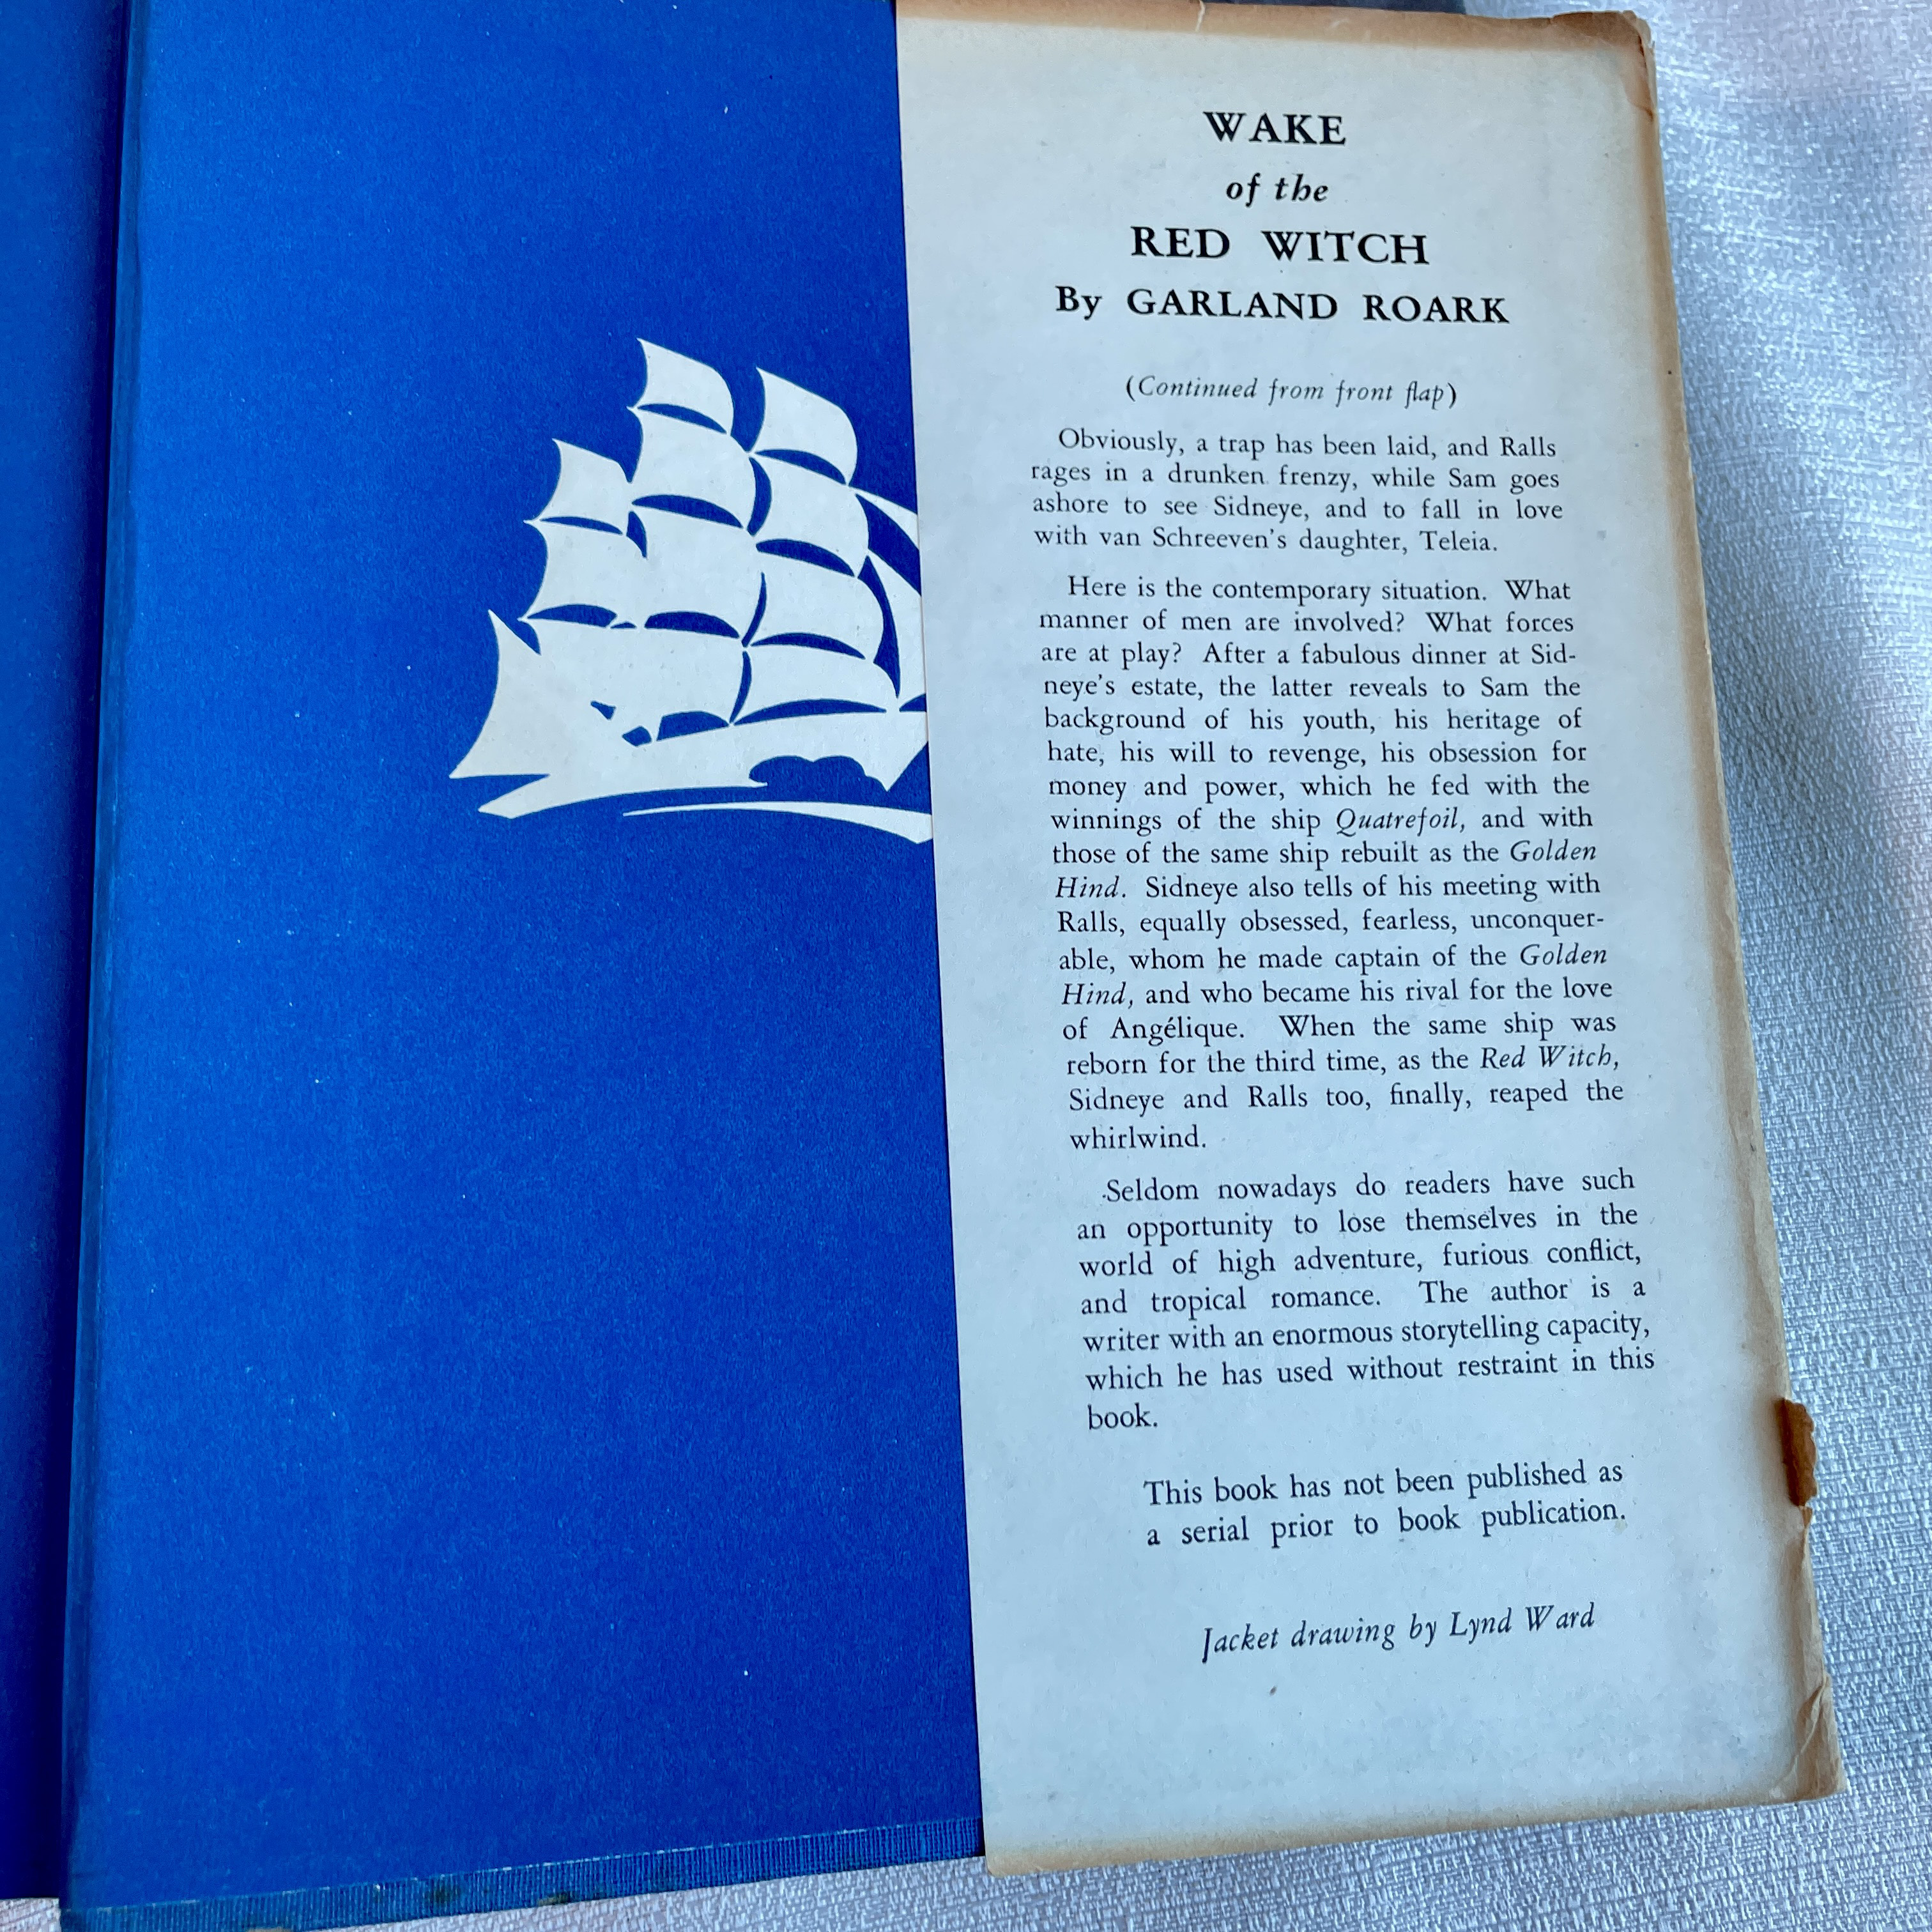 WAKE
of the
RED WITCH
By GARLAND ROARK
(Continued from front flap)
Obviously, a trap has been laid, and Ralls
rages in a drunken frenzy, while Sam goes
ashore to see Sidneye, and to fall in love
with van Schreeven's daughter, Teleia.
Here is the contemporary situation. What
manner of men are involved? What forces
are at play? After a fabulous dinner at Sid-
neye's estate, the latter reveals to Sam the
background of his youth, his heritage of
hate, his will to revenge, his obsession for
money and power, which he fed with the
winnings of the ship Quatrefoil, and with
those of the same ship rebuilt as the Golden
Hind. Sidneye also tells of his meeting with
Ralls, equally obsessed, fearless, unconquer-
able, whom he made captain of the Golden
Hind, and who became his rival for the love
of Angélique. When the same ship was
reborn for the third time, as the Red Witch,
Sidneye and Ralls too, finally, reaped the
whirlwind.
Seldom nowadays do readers have such
an opportunity to lose themselves in the
world of high adventure, furious conflict,
and tropical romance. The author is a
writer with an enormous storytelling capacity,
which he has used without restraint in this
book.
This book has not been published as
a serial prior to book publication.
Jacket drawing by Lynd Ward